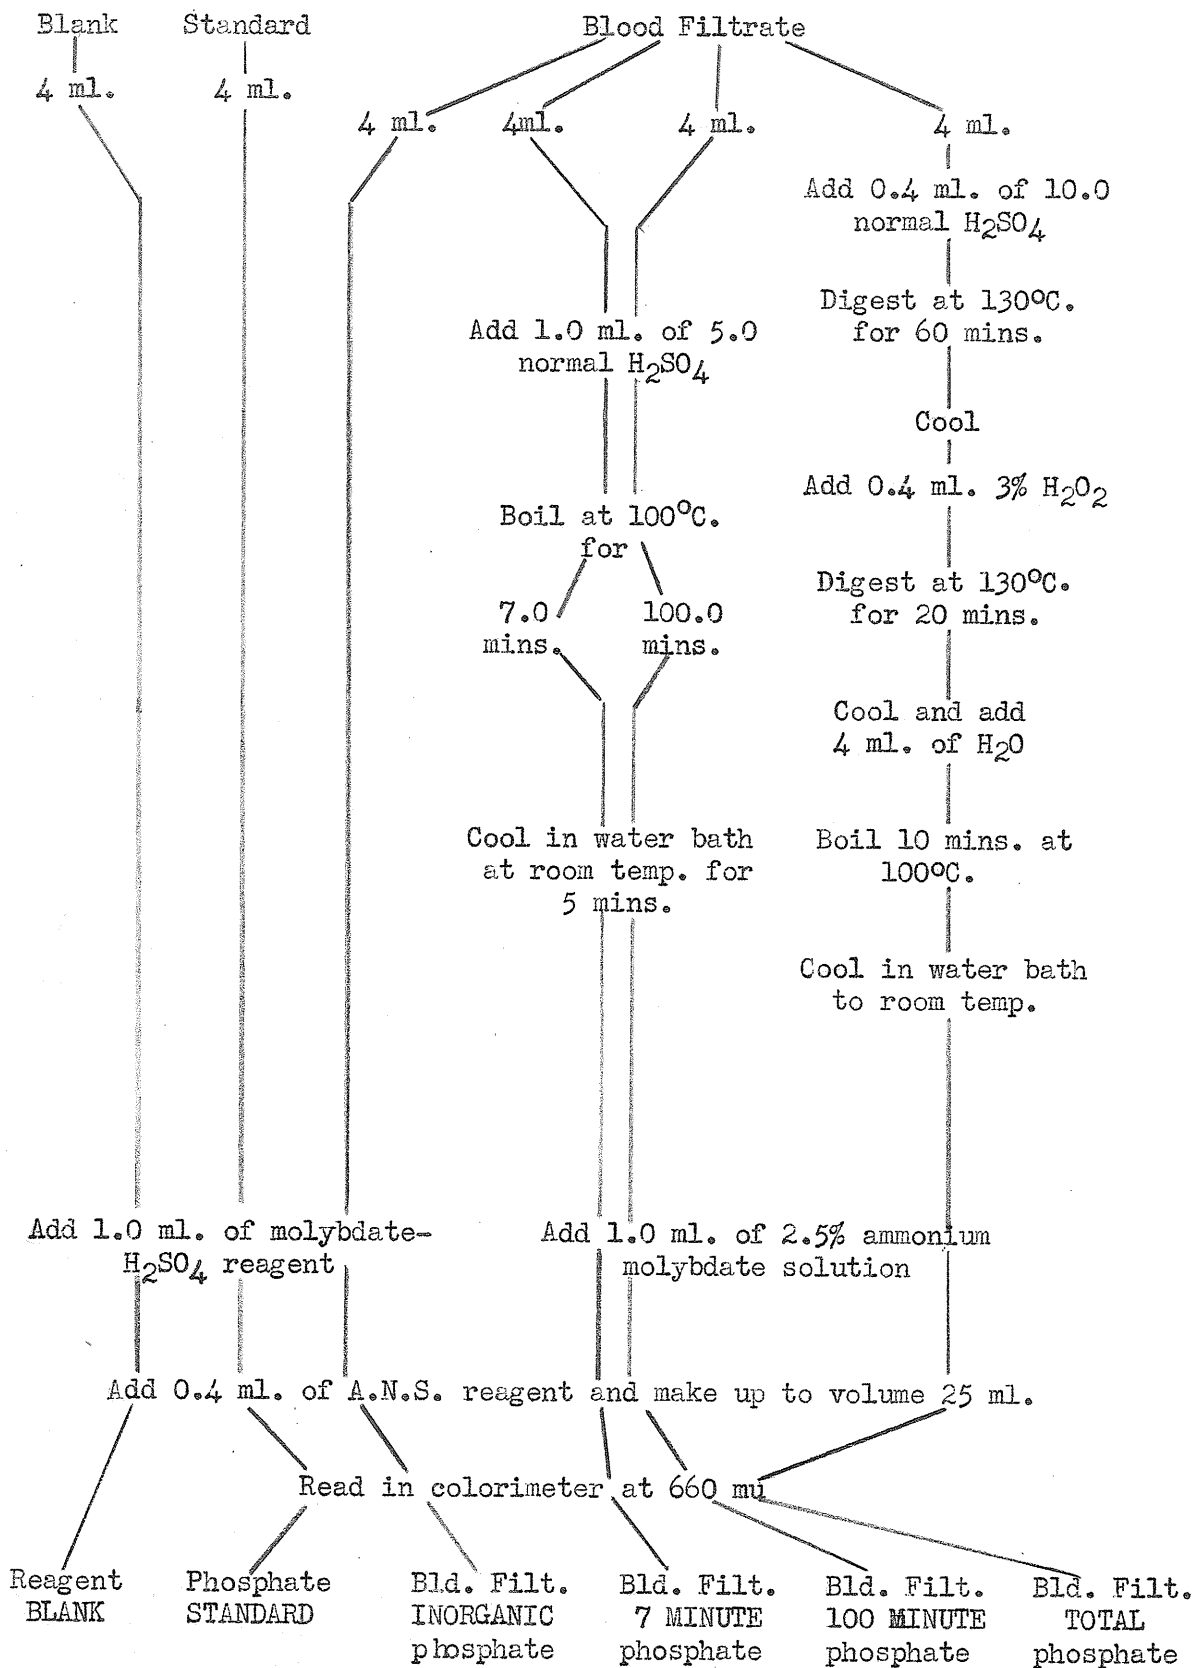 Blank Standard Blood Filtrate
4 ml. 4 ml.
4 ml. 4ml. 4 ml. 4 ml.
Add 0.4 ml. of 10.0
normal H2SO4
Digest at 130°C.
for 60 mins.
Add 1.0 ml. of 5.0
normal H2SO4
Cool
Add 0.4 ml. 3% H2O2
Boil at 100°C.
for
Digest at 130°C.
for 20 mins.
7.0 100.0
mins. mins.
Cool and add
4 ml. of H2O
Cool in water bath
at room temp. for
5 mins.
Boil 10 mins. at
100°C.
Cool in water bath
to room temp.
Add 1.0 ml. of molybdate-
H2SO4 reagent
Add 1.0 ml. of 2.5% ammonium
molybdate solution
Add 0.4 ml. of A.N.S. reagent and make up to volume 25 ml.
Read in colorimeter at 660 mu
Reagent
BLANK
Phosphate
STANDARD
Bld. Filt.
INORGANIC
phosphate
Bld. Filt.
7 MINUTE
phosphate
Bld. Filt.
100 MINUTE
phosphate
Bld. Filt.
TOTAL
phosphate